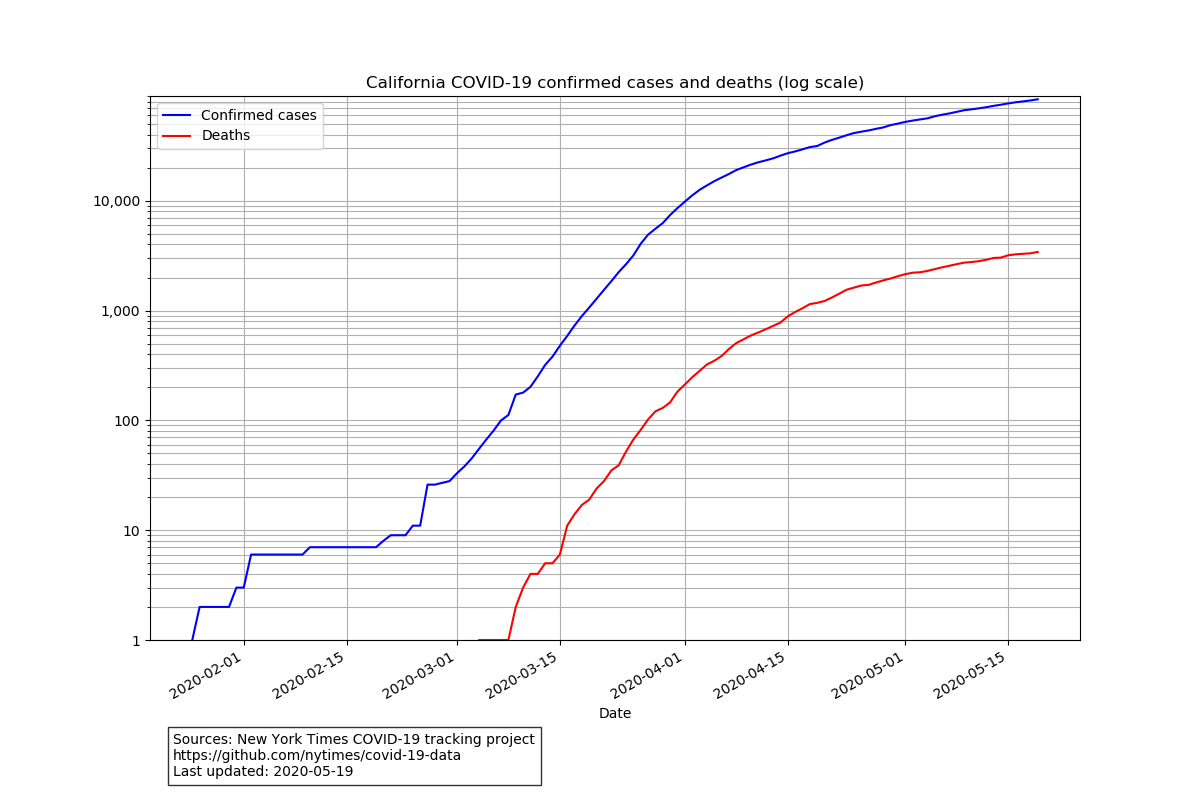 California COVID-19 confirmed cases and deaths (log scale)
Confirmed cases
Deaths
10,000
1,000
100
10
1
2020-02-01
2020-02-15
2020-03-01
2020-03-15
2020-04-01
2020-04-15
2020-05-01
2020-05-15
Date
Sources: New York Times COVID-19 tracking project
https://github.com/nytimes/covid-19-data
Last updated: 2020-05-19